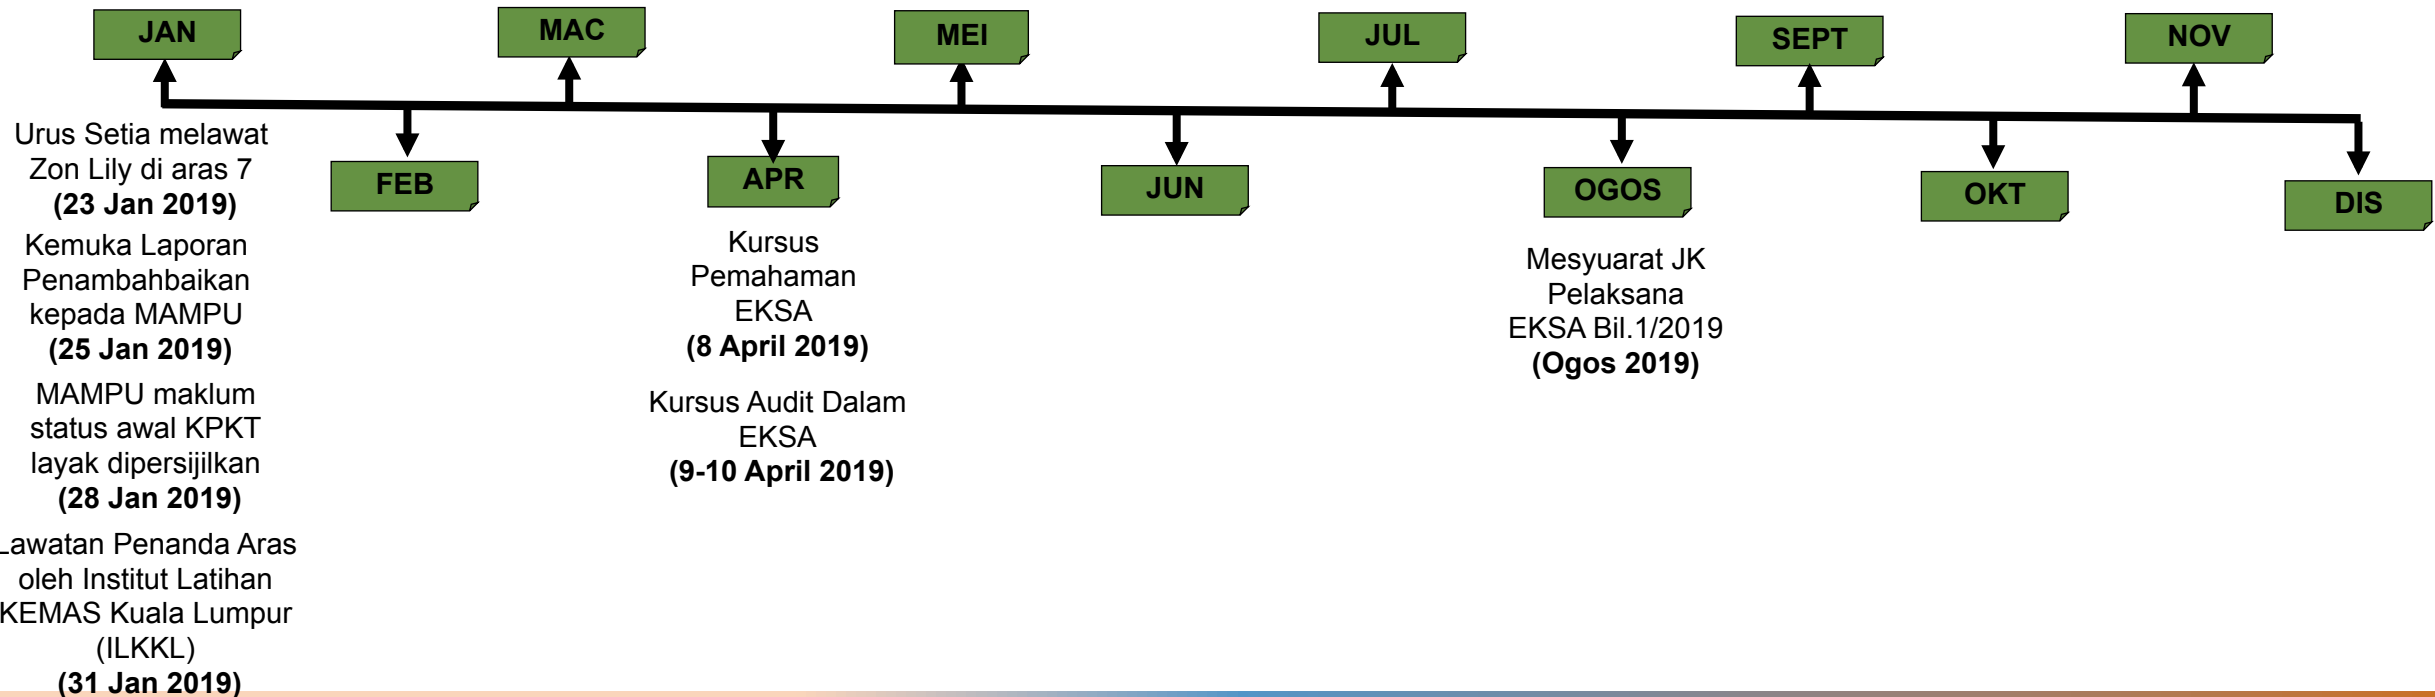 JAN
MAC
MEI
JUL
SEPT
NOV
FEB
APR
JUN
OGOS
OKT
DIS
Urus Setia melawat
Zon Lily di aras 7
(23 Jan 2019)
Kemuka Laporan
Penambahbaikan
kepada MAMPU
(25 Jan 2019)
MAMPU maklum
status awal KPKT
layak dipersijilkan
(28 Jan 2019)
Lawatan Penanda Aras
oleh Institut Latihan
KEMAS Kuala Lumpur
(ILKKL)
(31 Jan 2019)
Kursus
Pemahaman
EKSA
(8 April 2019)
Kursus Audit Dalam
EKSA
(9-10 April 2019)
Mesyuarat JK
Pelaksana
EKSA Bil.1/2019
(Ogos 2019)